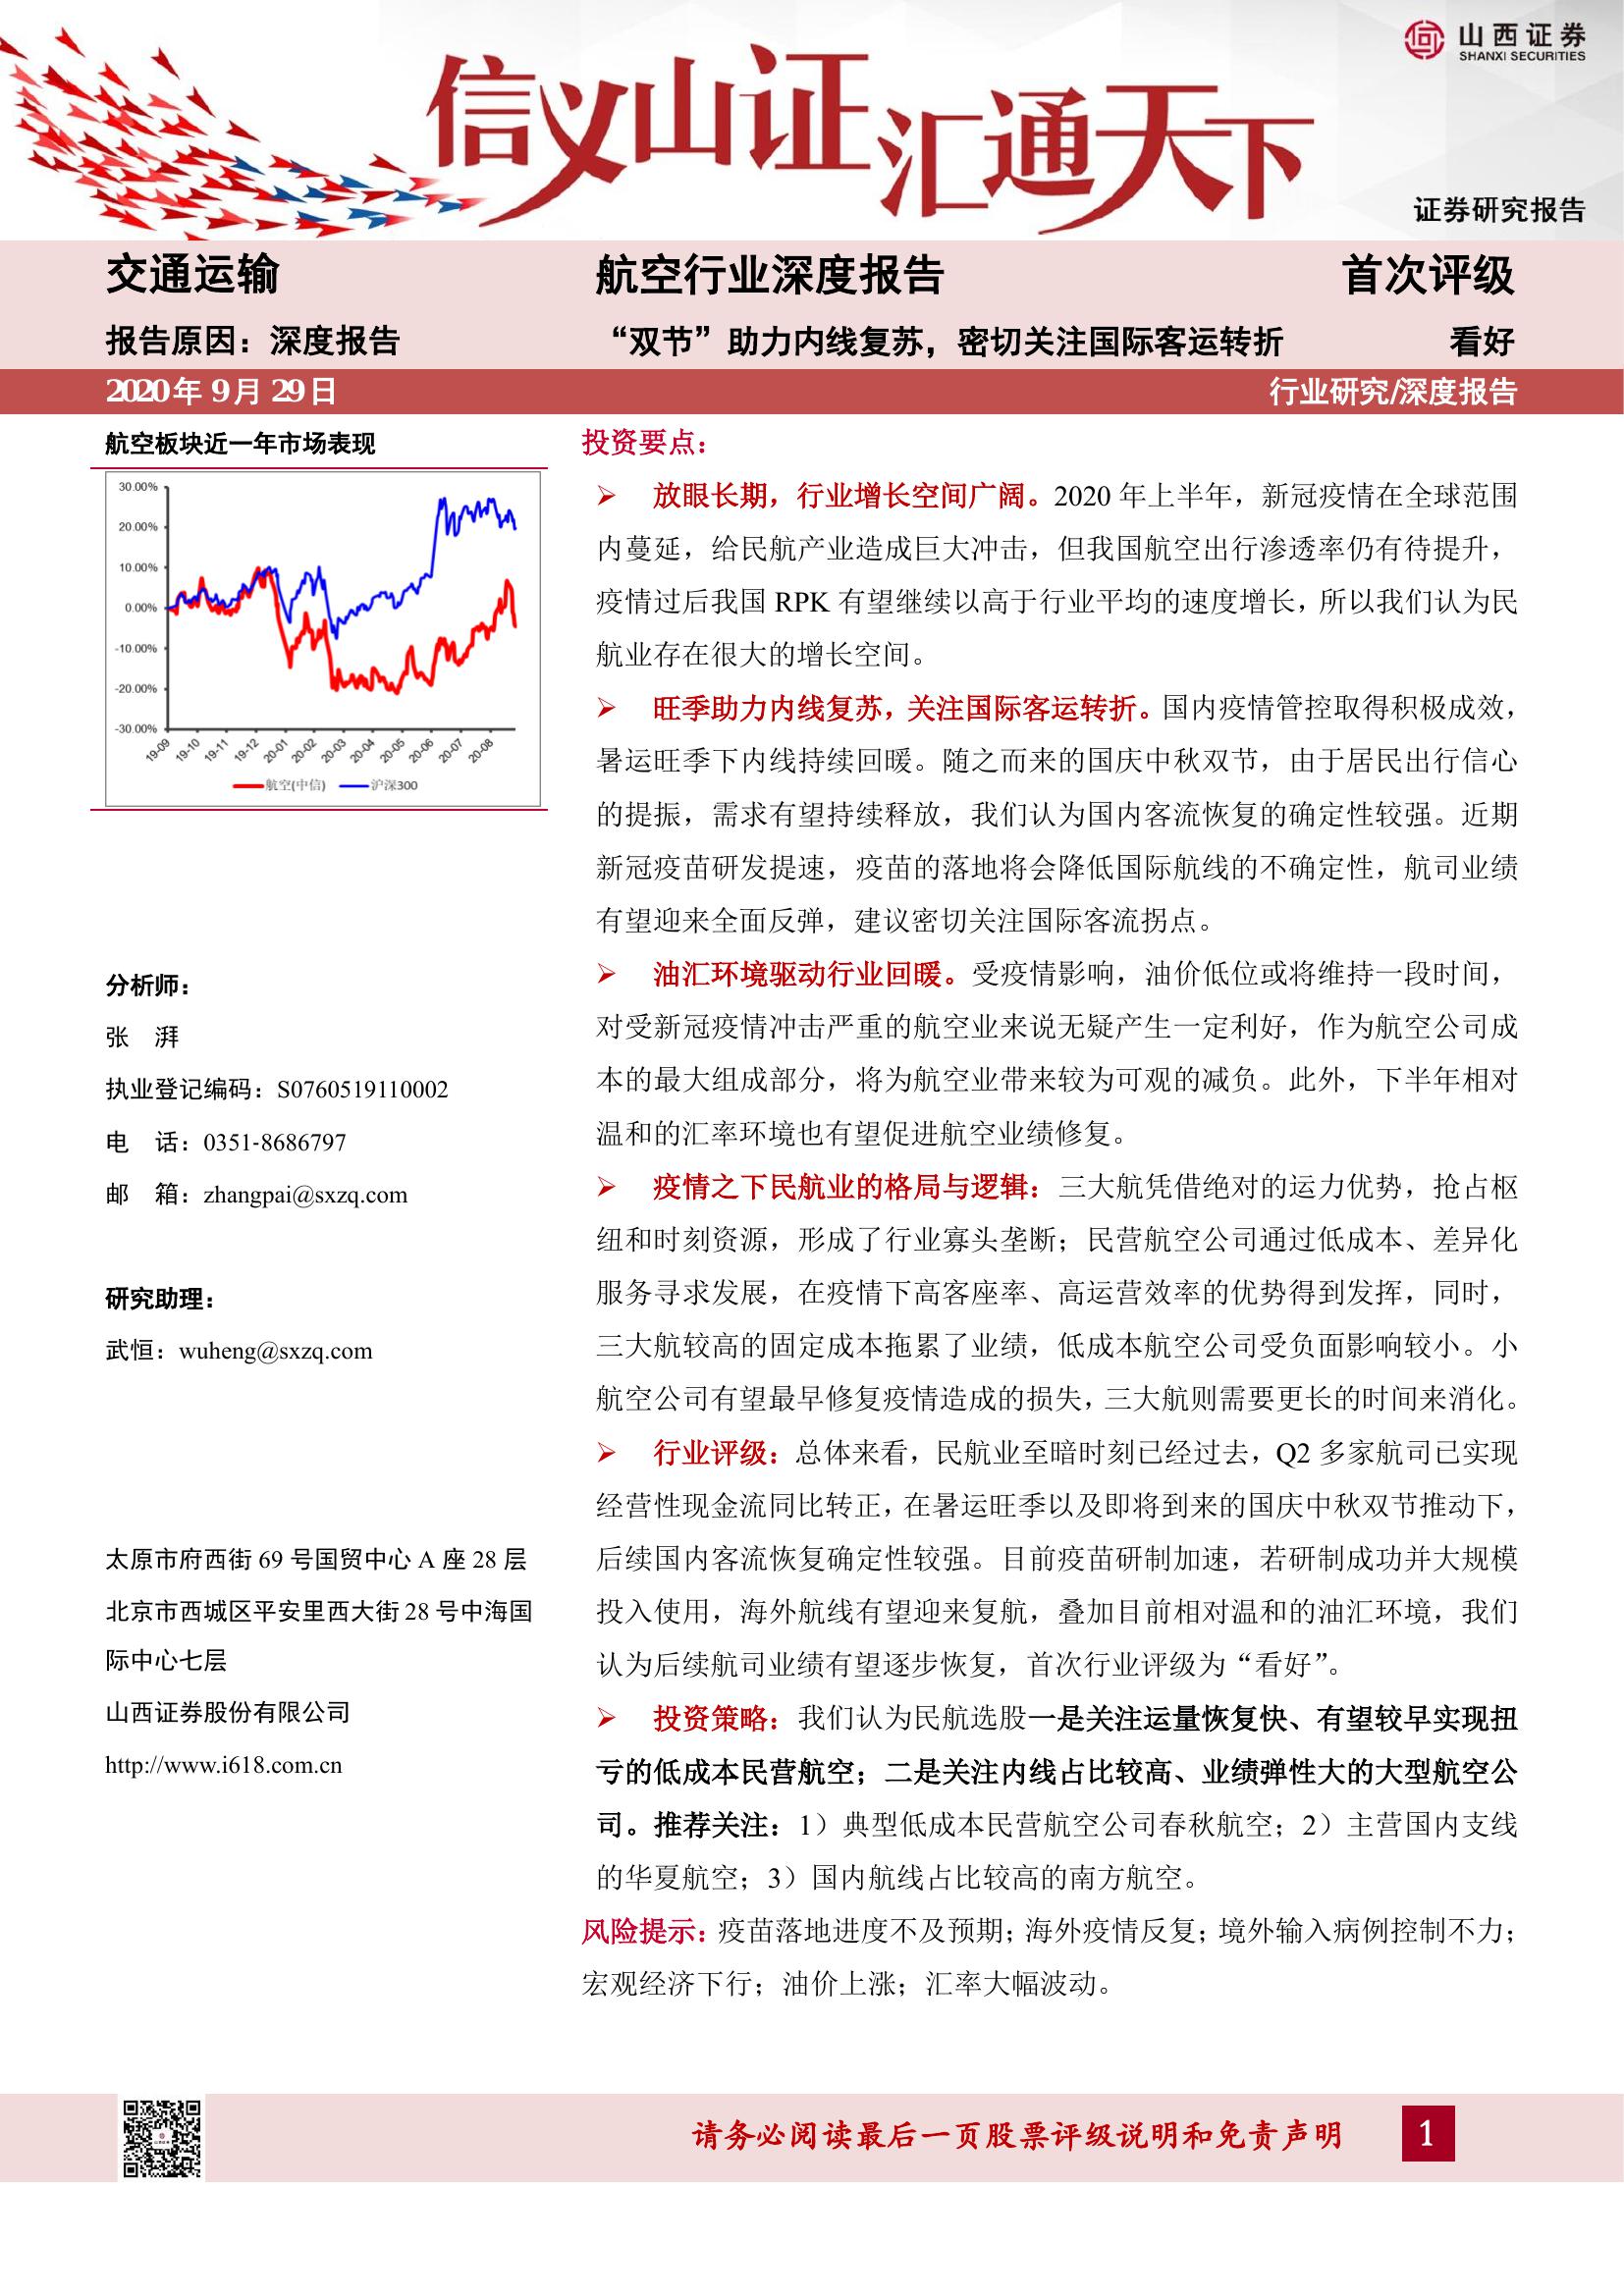 山西证券
SHANXI SECURITIES
信义山证 汇通天下
证券研究报告
交通运输
航空行业深度报告
首次评级
报告原因：深度报告
“双节”助力内线复苏，密切关注国际客运转折
看好
2020年 9月 29日
行业研究/深度报告
航空板块近一年市场表现
30.00%
20.00%
10.00%
0.00%
-10.00%
-20.00%
-30.00%
19-09 19-10 19-11 19-12 20-01 20-02 20-03 20-04 20-05 20-06 20-07 20-08
航空(中信) 沪深300
分析师：
张 湃
执业登记编码：S0760519110002
电 话：0351-8686797
邮 箱：zhangpai@sxzq.com
研究助理：
武恒：wuheng@sxzq.com
太原市府西街 69 号国贸中心 A 座 28 层
北京市西城区平安里西大街 28 号中海国
际中心七层
山西证券股份有限公司
http://www.i618.com.cn
投资要点：
放眼长期，行业增长空间广阔。2020 年上半年，新冠疫情在全球范围
内蔓延，给民航产业造成巨大冲击，但我国航空出行渗透率仍有待提升，
疫情过后我国 RPK 有望继续以高于行业平均的速度增长，所以我们认为民
航业存在很大的增长空间。
旺季助力内线复苏，关注国际客运转折。国内疫情管控取得积极成效，
暑运旺季下内线持续回暖。随之而来的国庆中秋双节，由于居民出行信心
的提振，需求有望持续释放，我们认为国内客流恢复的确定性较强。近期
新冠疫苗研发提速，疫苗的落地将会降低国际航线的不确定性，航司业绩
有望迎来全面反弹，建议密切关注国际客流拐点。
油汇环境驱动行业回暖。受疫情影响，油价低位或将维持一段时间，
对受新冠疫情冲击严重的航空业来说无疑产生一定利好，作为航空公司成
本的最大组成部分，将为航空业带来较为可观的减负。此外，下半年相对
温和的汇率环境也有望促进航空业绩修复。
疫情之下民航业的格局与逻辑：三大航凭借绝对的运力优势，抢占枢
纽和时刻资源，形成了行业寡头垄断；民营航空公司通过低成本、差异化
服务寻求发展，在疫情下高客座率、高运营效率的优势得到发挥，同时，
三大航较高的固定成本拖累了业绩，低成本航空公司受负面影响较小。小
航空公司有望最早修复疫情造成的损失，三大航则需要更长的时间来消化。
行业评级：总体来看，民航业至暗时刻已经过去，Q2 多家航司已实现
经营性现金流同比转正，在暑运旺季以及即将到来的国庆中秋双节推动下，
后续国内客流恢复确定性较强。目前疫苗研制加速，若研制成功并大规模
投入使用，海外航线有望迎来复航，叠加目前相对温和的油汇环境，我们
认为后续航司业绩有望逐步恢复，首次行业评级为“看好”。
投资策略：我们认为民航选股一是关注运量恢复快、有望较早实现扭
亏的低成本民营航空；二是关注内线占比较高、业绩弹性大的大型航空公
司。推荐关注：1）典型低成本民营航空公司春秋航空；2）主营国内支线
的华夏航空；3）国内航线占比较高的南方航空。
风险提示：疫苗落地进度不及预期；海外疫情反复；境外输入病例控制不力；
宏观经济下行；油价上涨；汇率大幅波动。
请务必阅读最后一页股票评级说明和免责声明
1